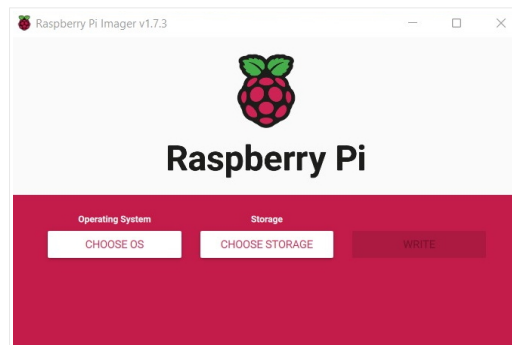 Raspberry Pi Imager v1.7.3
Raspberry Pi
Operating System Storage
CHOOSE OS CHOOSE STORAGE WRITE